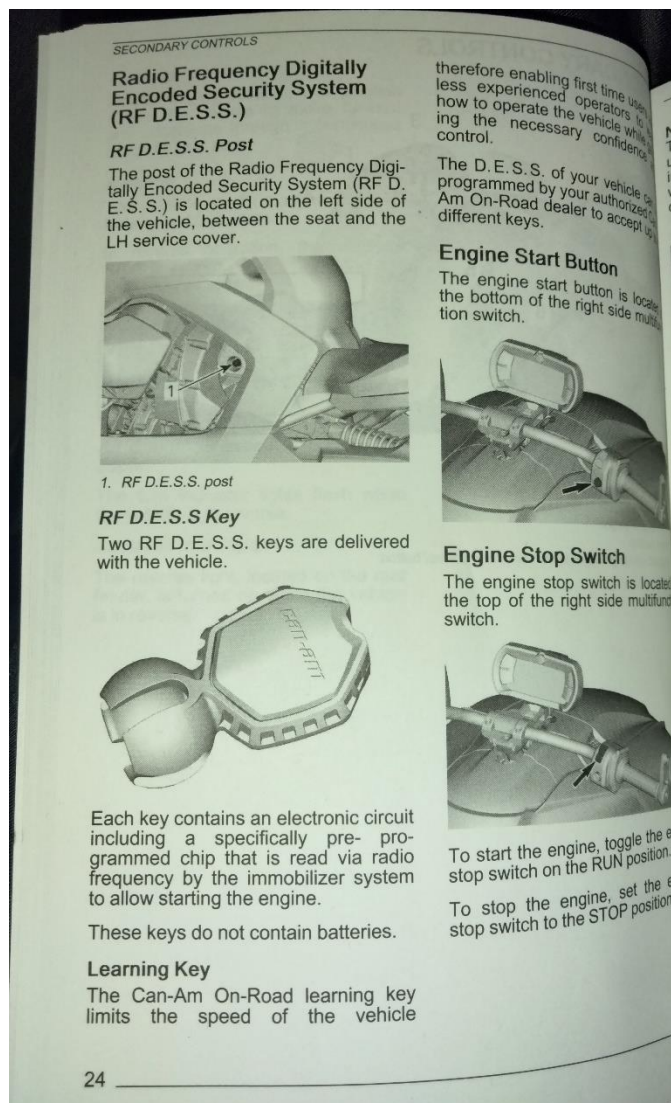 SECONDARY CONTROLS
Radio Frequency Digitally
Encoded Security System
(RF D.E.S.S.)
RF D.E.S.S. Post
The post of the Radio Frequency Digi-
tally Encoded Security System (RF D.
E. S. S.) is located on the left side of
the vehicle, between the seat and the
LH service cover.
1
1. RF D.E.S.S. post
RF D.E.S.S Key
Two RF D.E.S.S. keys are delivered
with the vehicle.
CAN-AM
Each key contains an electronic circuit
including a specifically pre- pro-
grammed chip that is read via radio
frequency by the immobilizer system
to allow starting the engine.
These keys do not contain batteries.
Learning Key
The Can-Am On-Road learning key
limits the speed of the vehicle
24
therefore enabling first time
less experienced operators to
how to operate the vehicle while
ing the necessary confidence
control.
The D.E.S.S. of your vehicle
programmed by your authorized
Am On-Road dealer to accept
different keys.
Engine Start Button
The engine start button is
the bottom of the right side
tion switch.
Engine Stop Switch
The engine stop switch is located
the top of the right side multifunc
switch.
To start the engine, toggle the e
stop switch on the RUN position.
To stop the engine, set the e
stop switch to the STOP position